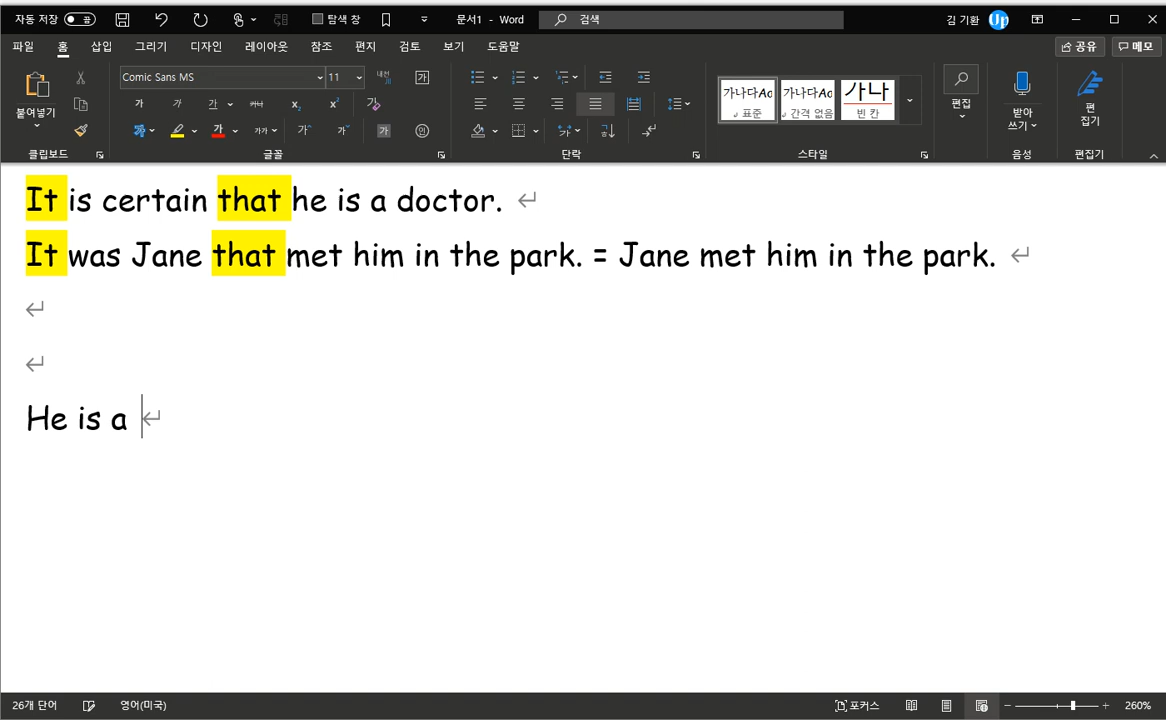 자동 저장 끔 탐색 창 문서1 - Word 검색 김 기환 Up
파일 홈 삽입 그리기 디자인 레이아웃 참조 편지 검토 보기 도움말 공유 메모
붙여넣기
Comic Sans MS 11
가나다AaI 표준
가나다AaI 간격 없음
가나 빈 칸
편집
받아 쓰기
편집기
클립보드 글꼴 단락 스타일 음성 편집기
It is certain that he is a doctor.
It was Jane that met him in the park. = Jane met him in the park.
He is a
26개 단어 영어(미국) 포커스 260%